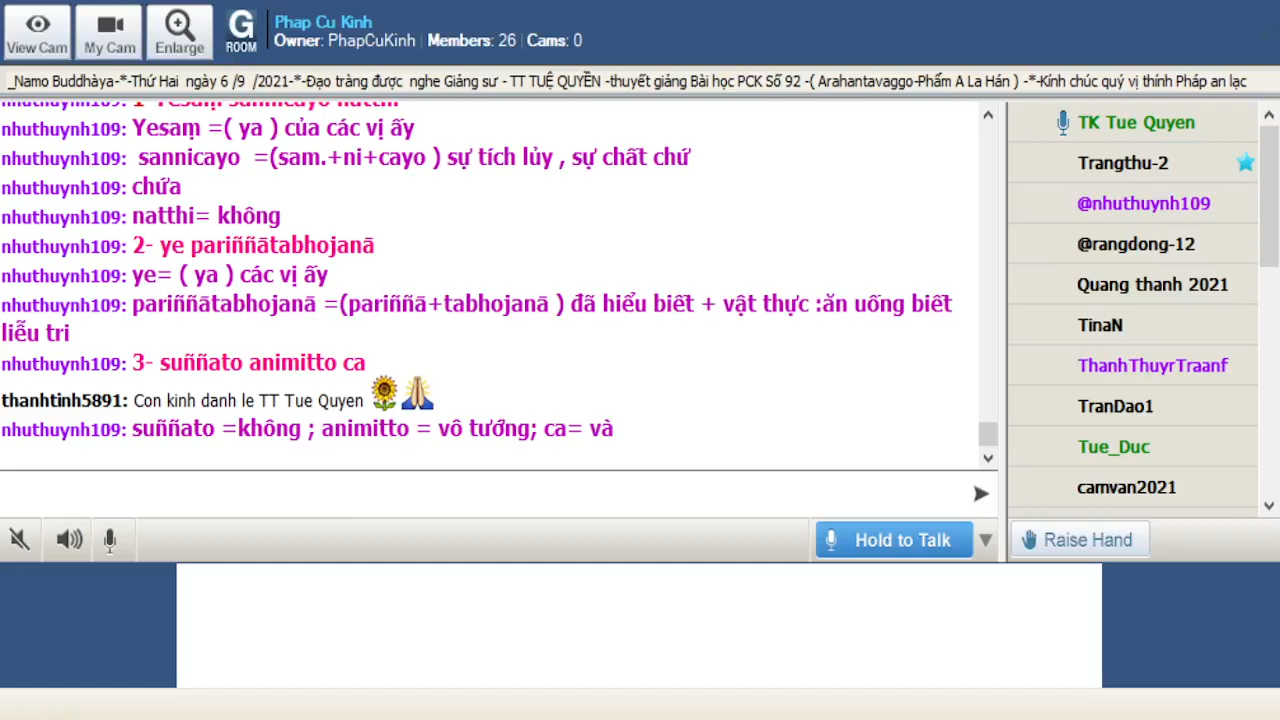 View Cam
My Cam
Enlarge
G
ROOM
Phap Cu Kinh
Owner: PhapCuKinh | Members: 26 | Cams: 0
_Namo Buddhàya-*-Thứ Hai ngày 6 /9 /2021-*-Đạo tràng được nghe Giảng sư - TT TUỆ QUYỀN -thuyết giảng Bài học PCK Số 92 -( Arahantavaggo-Phẩm A La Hán ) -*-Kính chúc quý vị thính Pháp an lạc
nhuthuynh109: 1- Yesaṃ sannicayo natthi
nhuthuynh109: Yesaṃ =( ya ) của các vị ấy
nhuthuynh109: sannicayo =(sam.+ni+cayo ) sự tích lủy , sự chất chứ
nhuthuynh109: chứa
nhuthuynh109: natthi= không
nhuthuynh109: 2- ye pariññātabhojanā
nhuthuynh109: ye= ( ya ) các vị ấy
nhuthuynh109: pariññātabhojanā =(pariññā+tabhojanā ) đã hiểu biết + vật thực :ăn uống biết
liễu tri
nhuthuynh109: 3- suññato animitto ca
thanhtinh5891: Con kinh danh le TT Tue Quyen
nhuthuynh109: suññato =không ; animitto = vô tướng; ca= và
TK Tue Quyen
Trangthu-2
@nhuthuynh109
@rangdong-12
Quang thanh 2021
TinaN
ThanhThuyrTraanf
TranDao1
Tue_Duc
camvan2021
Hold to Talk
Raise Hand